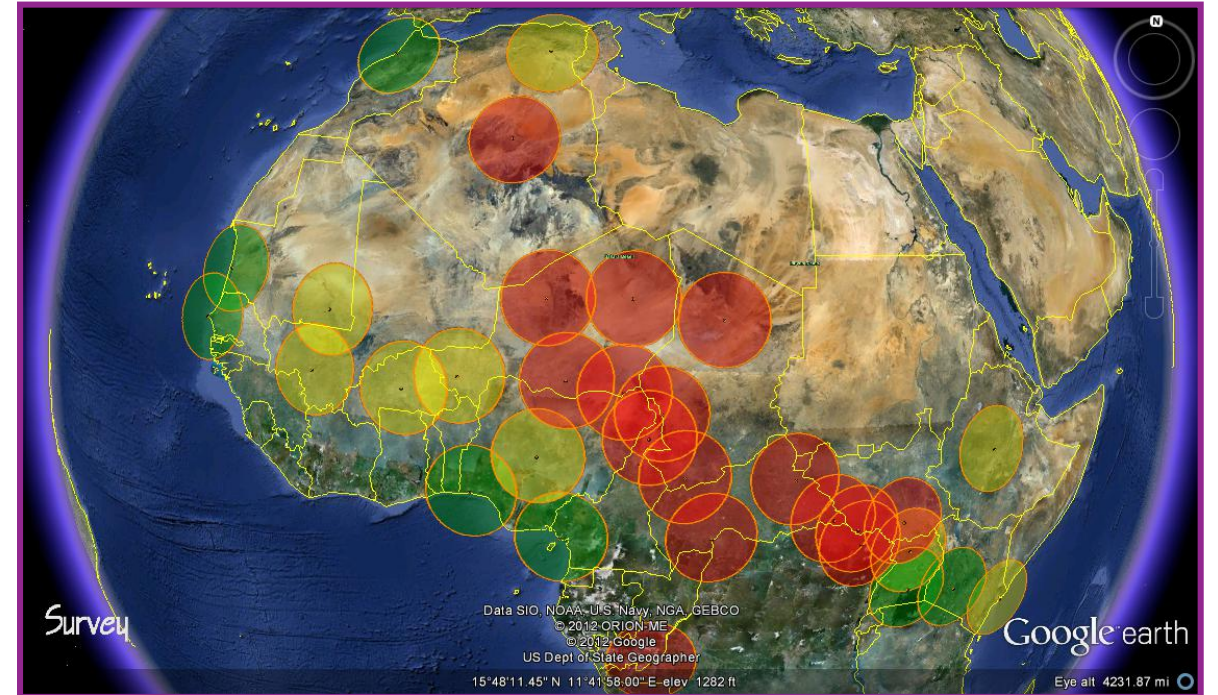 N
Survey
Data SIO, NOAA, U.S. Navy, NGA, GEBCO
© 2012 ORION-ME
© 2012 Google
US Dept of State Geographer
Google earth
15°48'11.45" N 11°41'58.00" E elev 1282 ft
Eye alt 4231.87 mi